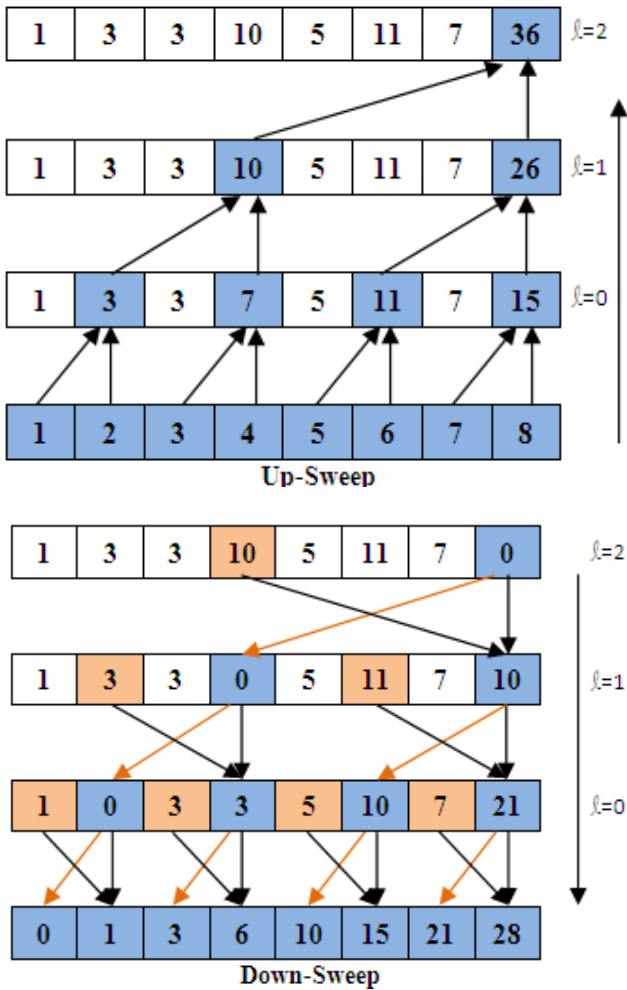 1 3 3 10 5 11 7 36 ℓ=2
1 3 3 10 5 11 7 26 ℓ=1
1 3 3 7 5 11 7 15 ℓ=0
1 2 3 4 5 6 7 8
Up-Sweep
1 3 3 10 5 11 7 0 ℓ=2
1 3 3 0 5 11 7 10 ℓ=1
1 0 3 3 5 10 7 21 ℓ=0
0 1 3 6 10 15 21 28
Down-Sweep